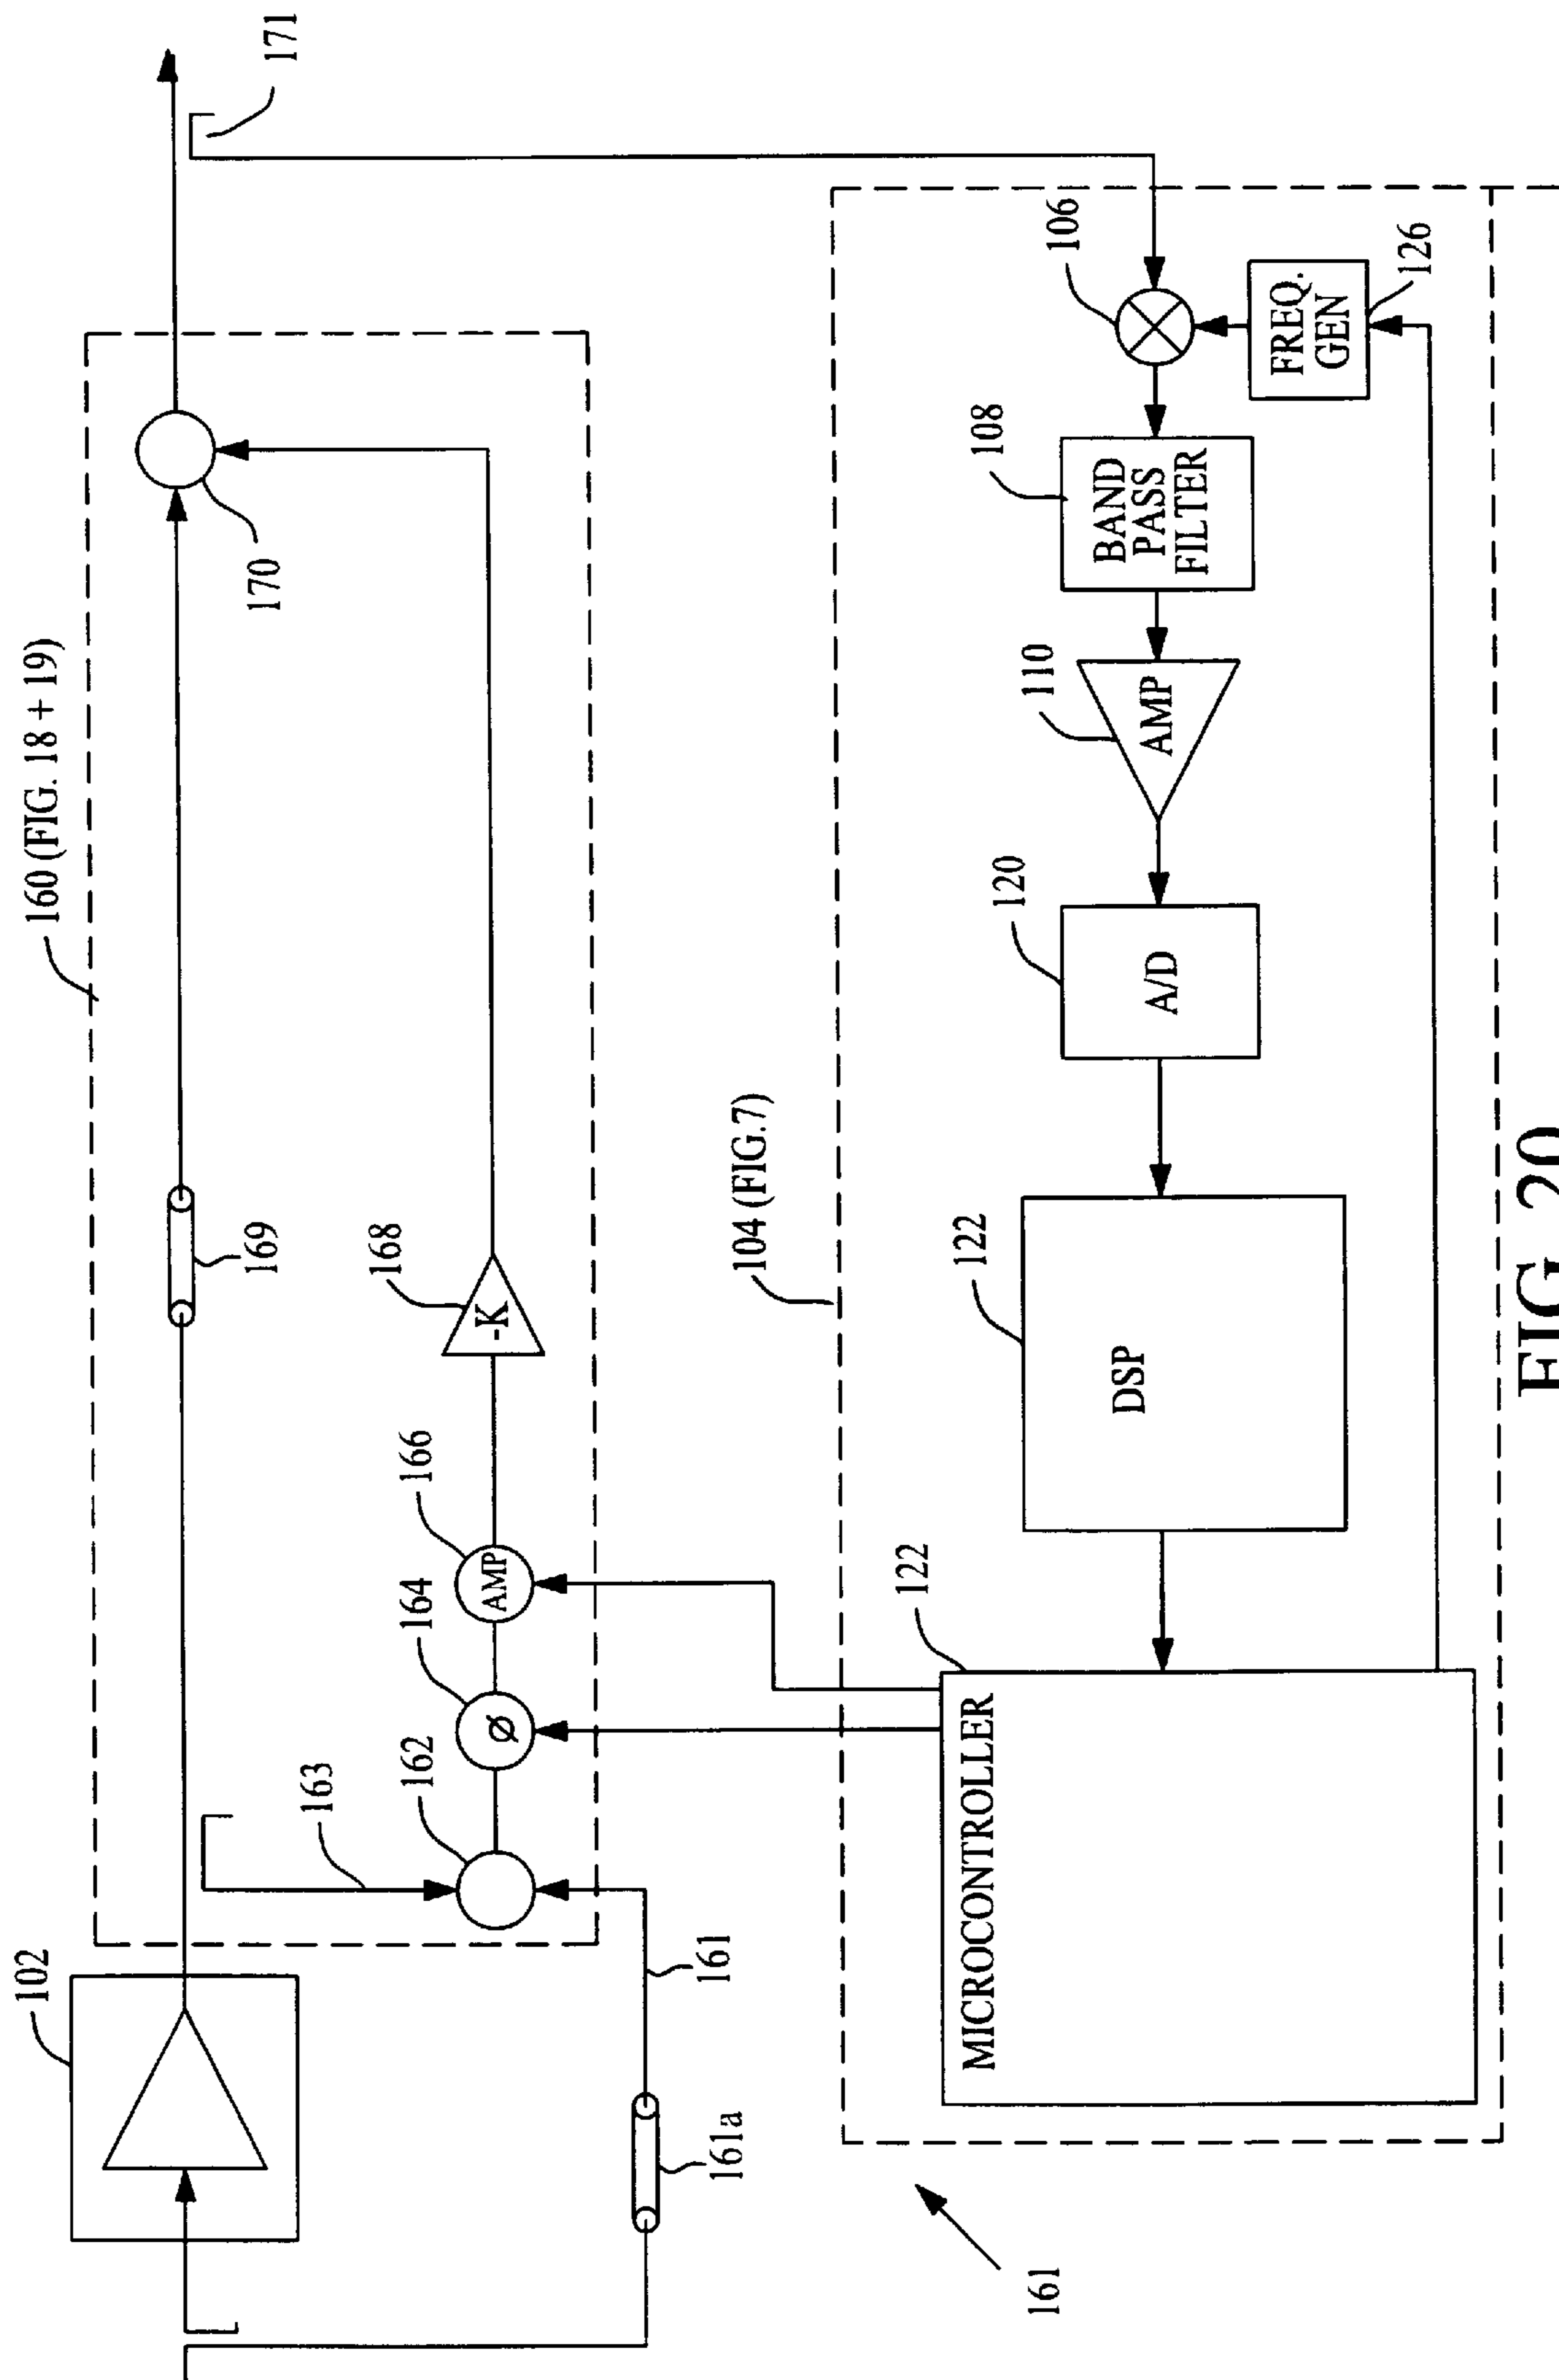 160 (FIG. 18 + 19)
102
163
162
164
166
168
169
170
171
161
161a
104 (FIG.7)
161
122
MICROCONTROLLER
122
DSP
120
A/D
110
AMP
108
BAND
PASS
FILTER
106
FREQ.
GEN
126
AMP
Ø
-K
FIG. 20